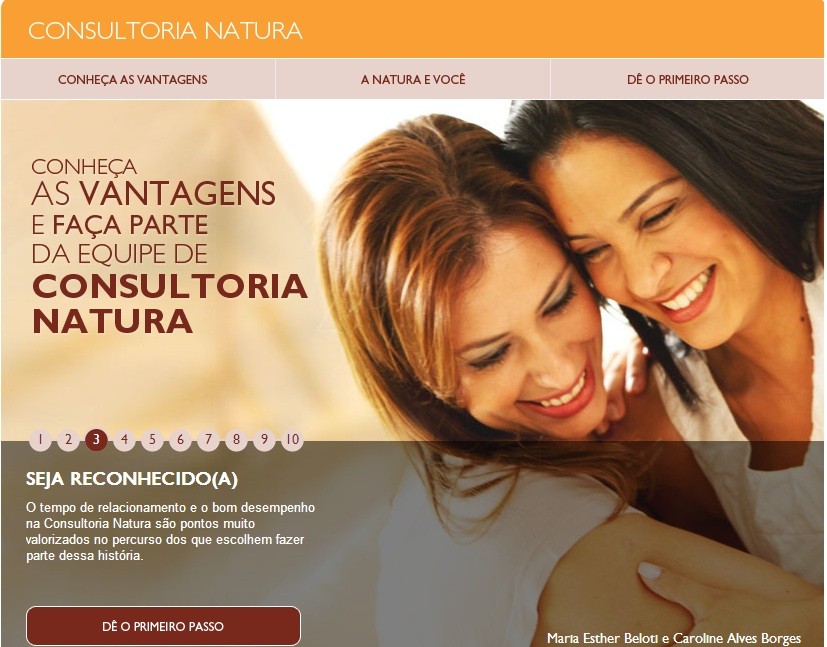 CONSULTORIA NATURA
CONHEÇA AS VANTAGENS
A NATURA E VOCÊ
DÊ O PRIMEIRO PASSO
CONHEÇA
AS VANTAGENS
E FAÇA PARTE
DA EQUIPE DE
CONSULTORIA
NATURA
1 2 3 4 5 6 7 8 9 10
SEJA RECONHECIDO(A)
O tempo de relacionamento e o bom desempenho
na Consultoria Natura são pontos muito
valorizados no percurso dos que escolhem fazer
parte dessa história.
DÊ O PRIMEIRO PASSO
Maria Esther Beloti e Caroline Alves Borges